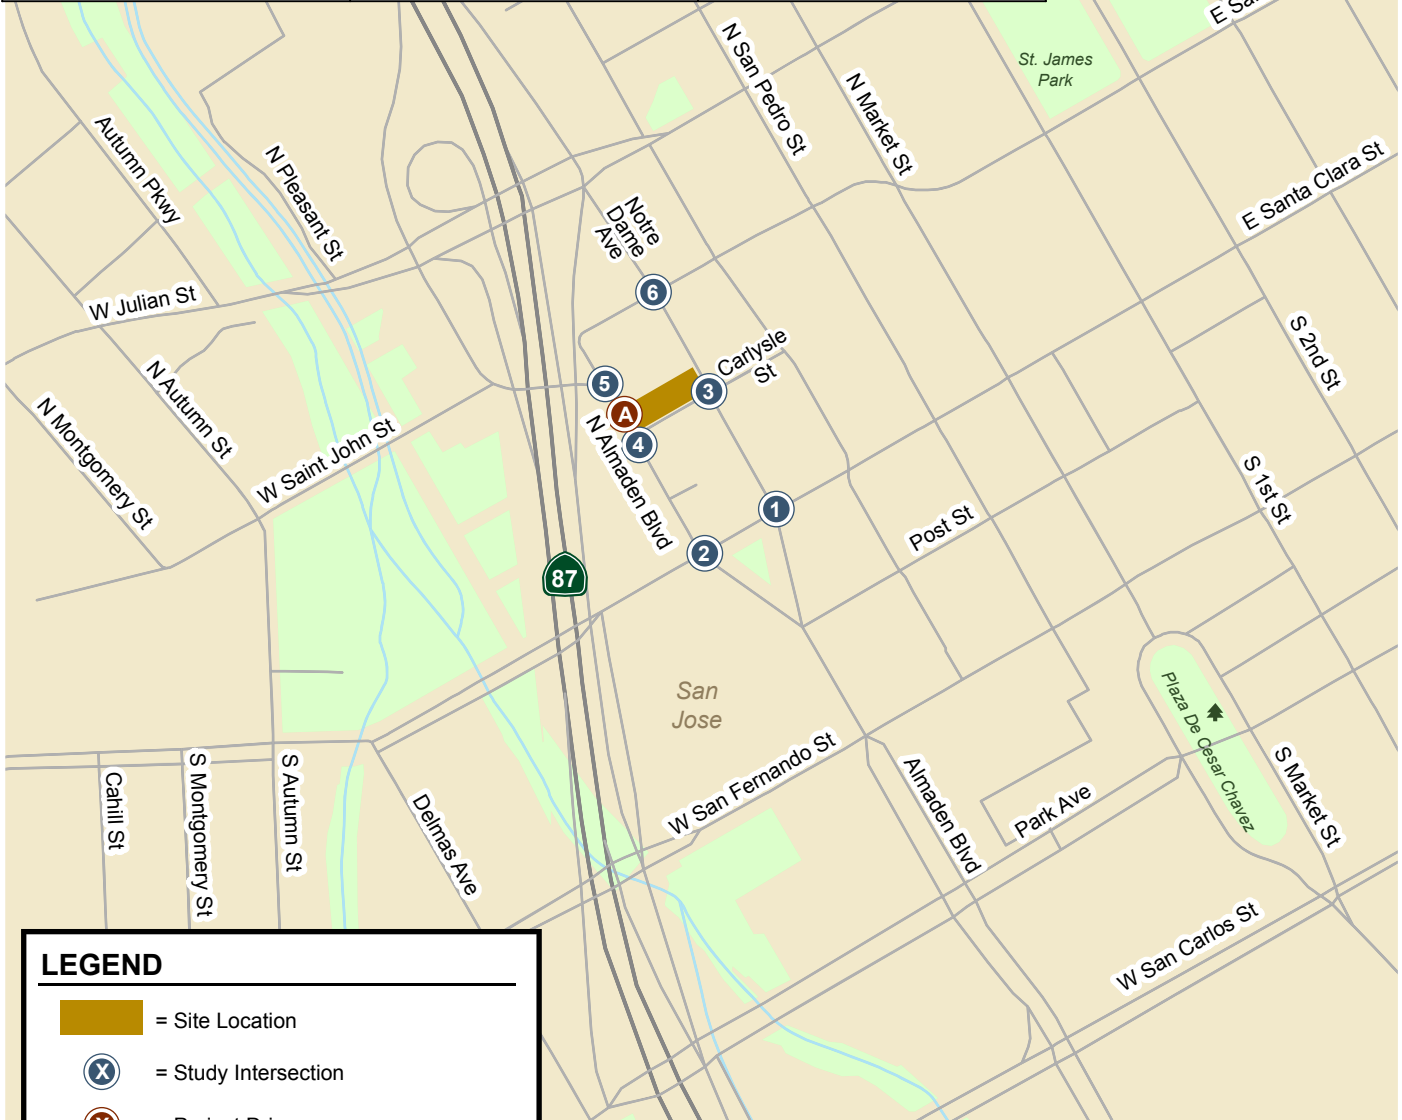 E Sa
N San Pedro St
St. James
Park
N Market St
Autumn Pkwy
N Pleasant St
E Santa Clara St
Notre
Dame
Ave
W Julian St
6
S 2nd St
Carlysle
St
N Autumn St
5
3
A
N Montgomery St
W Saint John St
4
N Almaden Blvd
S 1st St
1
Post St
2
87
San
Jose
Plaza De Cesar Chavez
W San Fernando St
S Market St
Cahill St
S Montgomery St
S Autumn St
Delmas Ave
Almaden Blvd
Park Ave
W San Carlos St
LEGEND
= Site Location
X
= Study Intersection